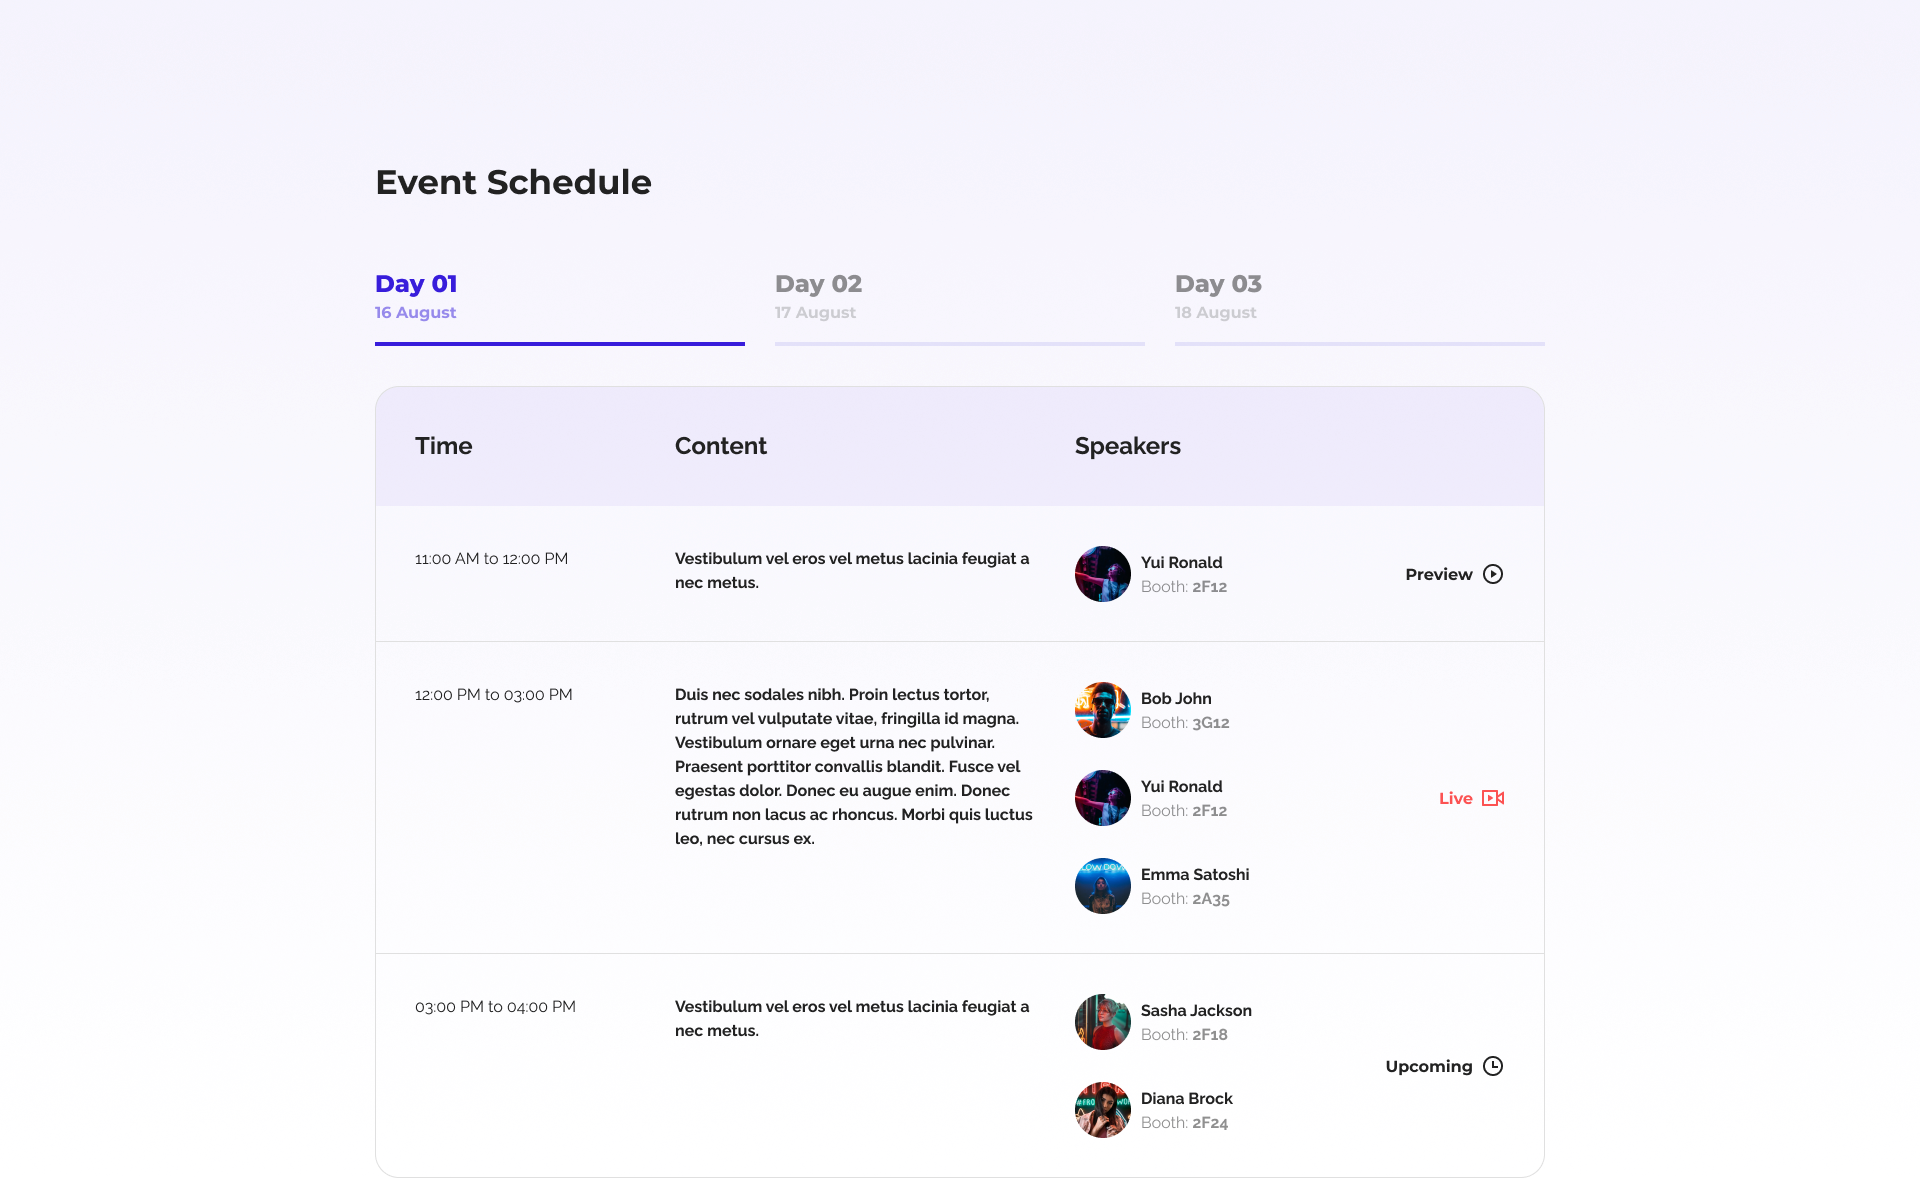 Event Schedule
Day 01
16 August
Day 02
17 August
Day 03
18 August
Time
Content
Speakers
11:00 AM to 12:00 PM
Vestibulum vel eros vel metus lacinia feugiat a
nec metus.
Yui Ronald
Booth: 2F12
Preview
12:00 PM to 03:00 PM
Duis nec sodales nibh. Proin lectus tortor,
rutrum vel vulputate vitae, fringilla id magna.
Vestibulum ornare eget urna nec pulvinar.
Praesent porttitor convallis blandit. Fusce vel
egestas dolor. Donec eu augue enim. Donec
rutrum non lacus ac rhoncus. Morbi quis luctus
leo, nec cursus ex.
Bob John
Booth: 3G12
Yui Ronald
Booth: 2F12
Emma Satoshi
Booth: 2A35
Live
03:00 PM to 04:00 PM
Vestibulum vel eros vel metus lacinia feugiat a
nec metus.
Sasha Jackson
Booth: 2F18
Diana Brock
Booth: 2F24
Upcoming